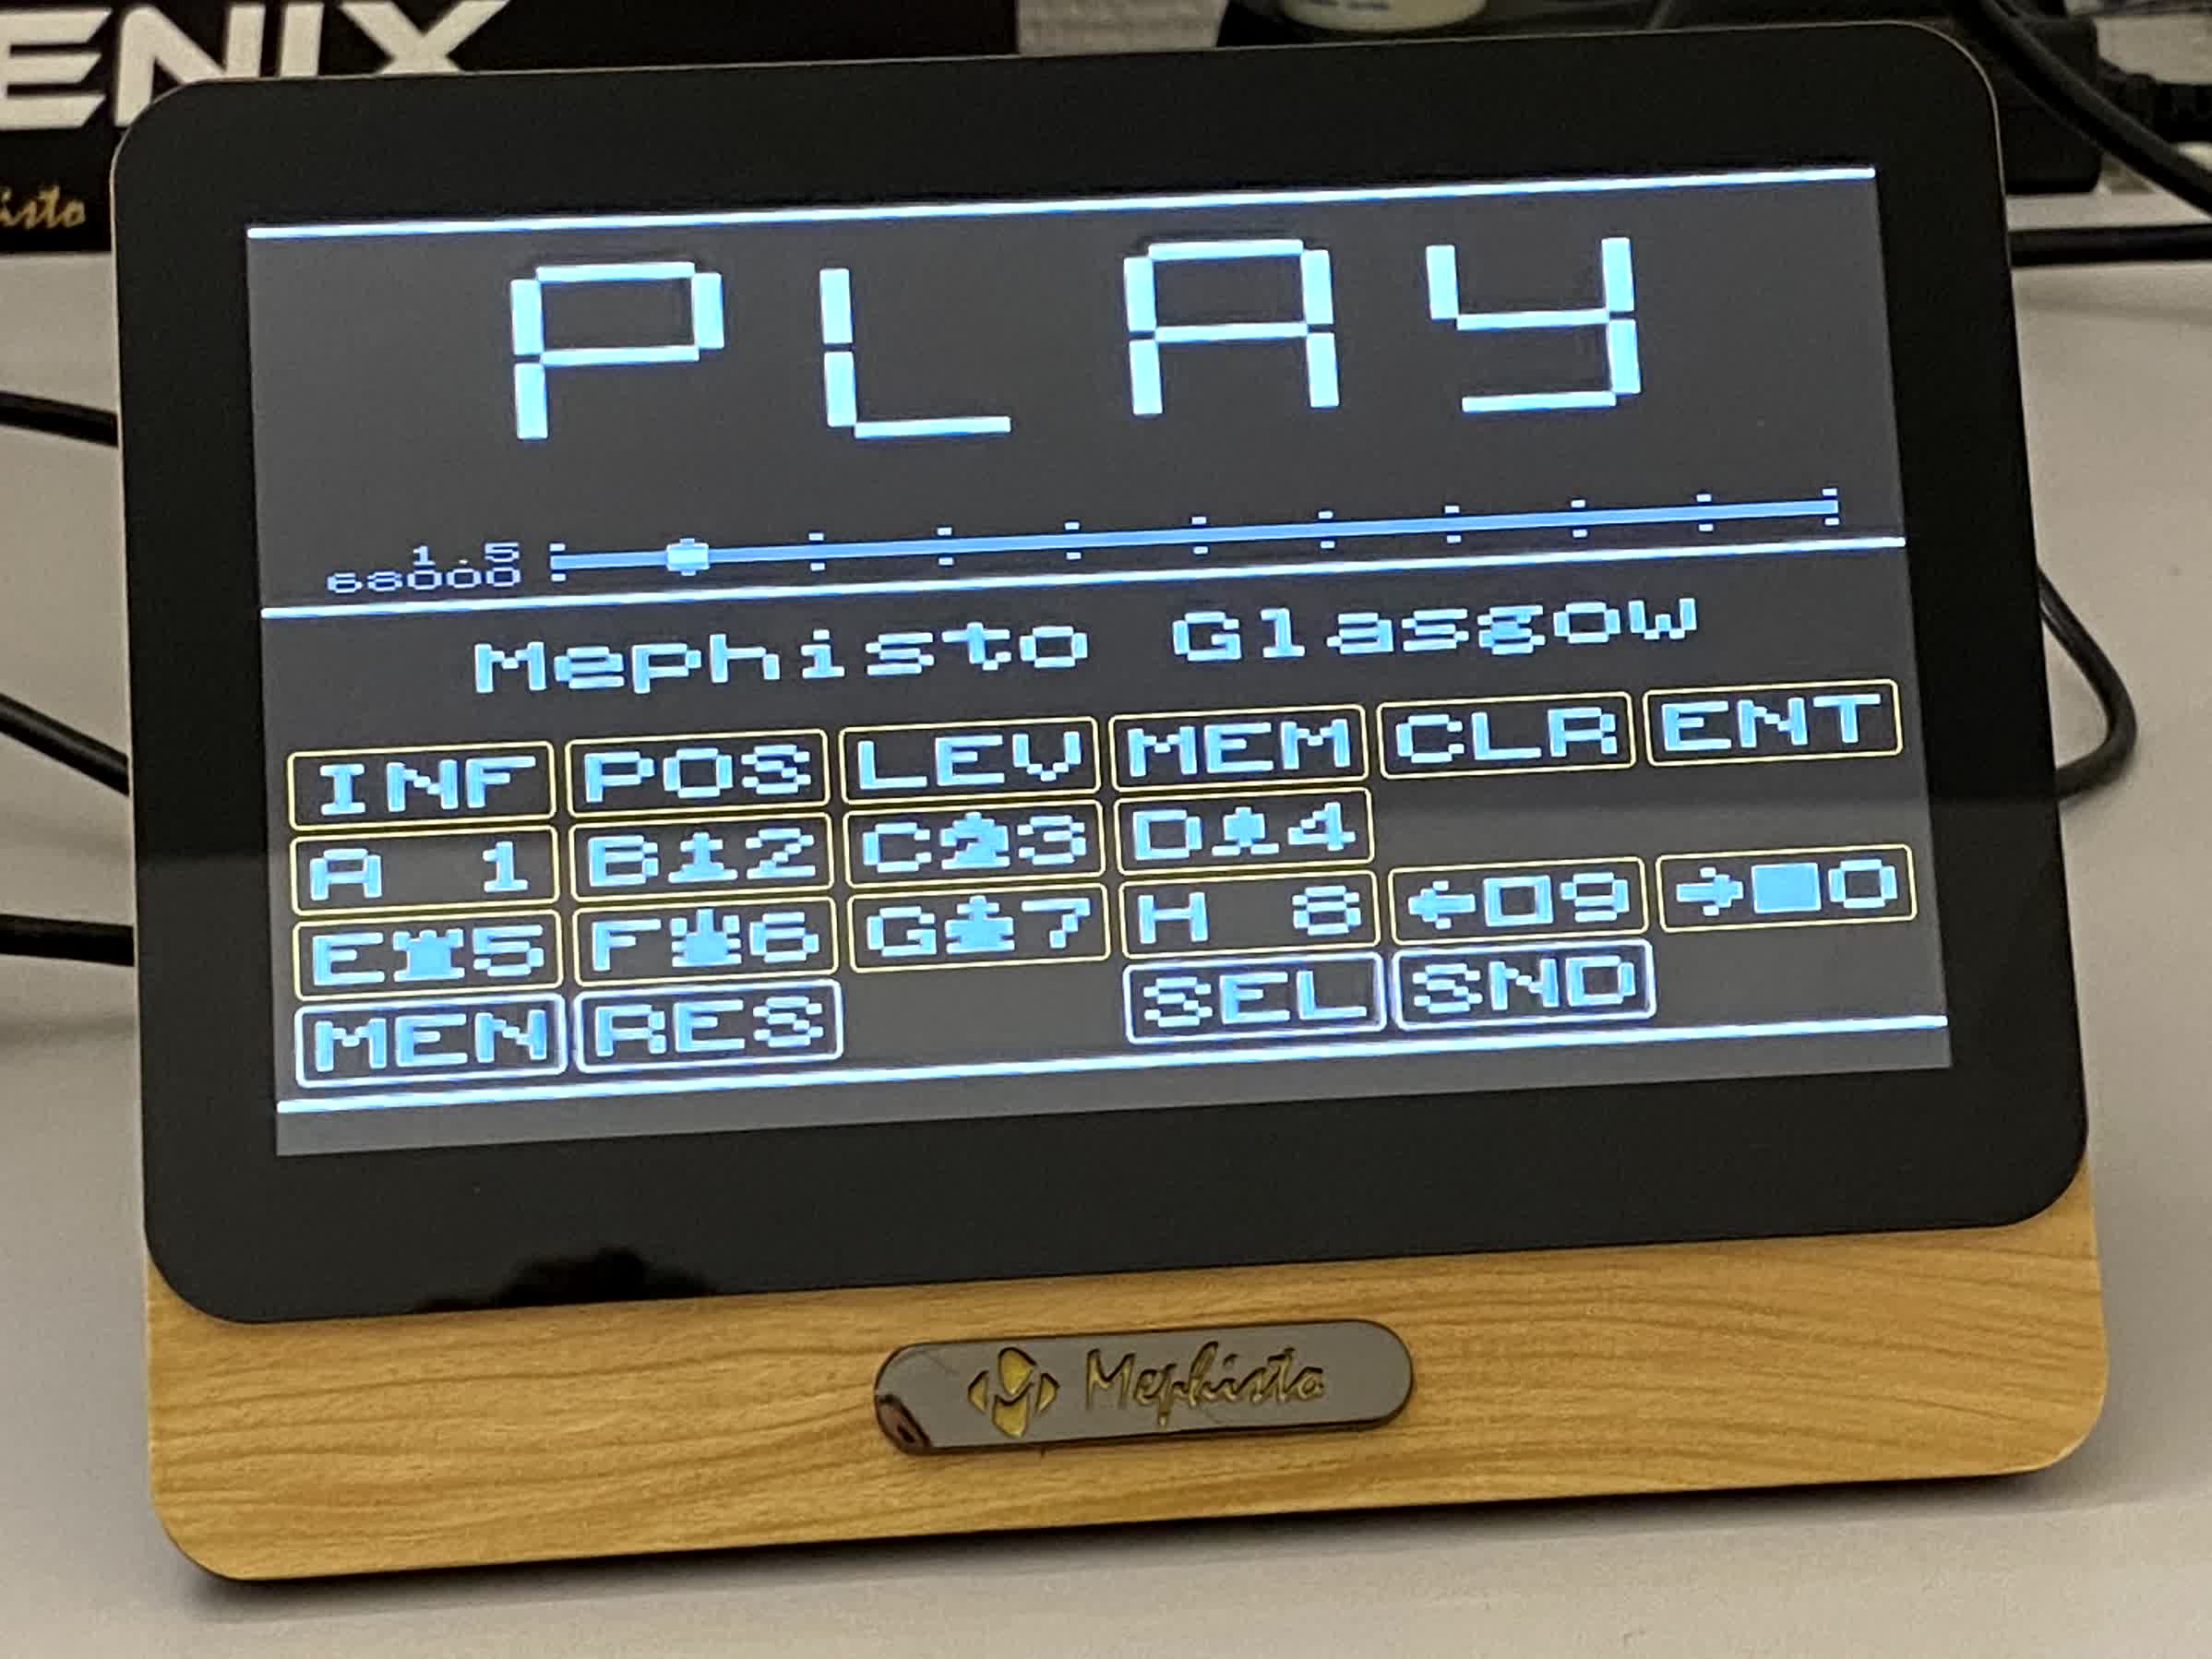 ENIX
isto
PLAY
1.5
68000
Mephisto Glasgow
INF POS LEV MEM CLR ENT
A 1 B♟2 C♞3 D♝4
E♜5 F♛6 G♚7 H 8 ←□9 →■0
MEN RES SEL SND
Mephisto